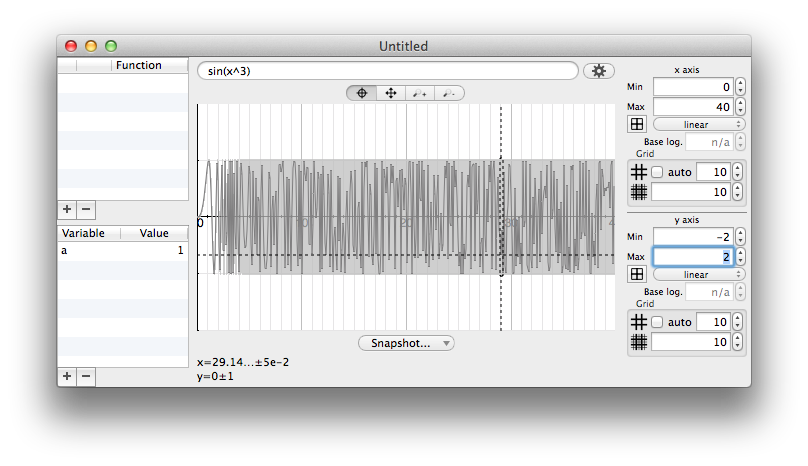 Untitled
Function
sin(x^3)
0
10
20
30
4
Snapshot...
x=29.14...±5e-2
y=0±1
Variable Value
a 1
x axis
Min 0
Max 40
linear
Base log. n/a
Grid
auto 10
10
y axis
Min -2
Max 2
linear
Base log. n/a
Grid
auto 10
10